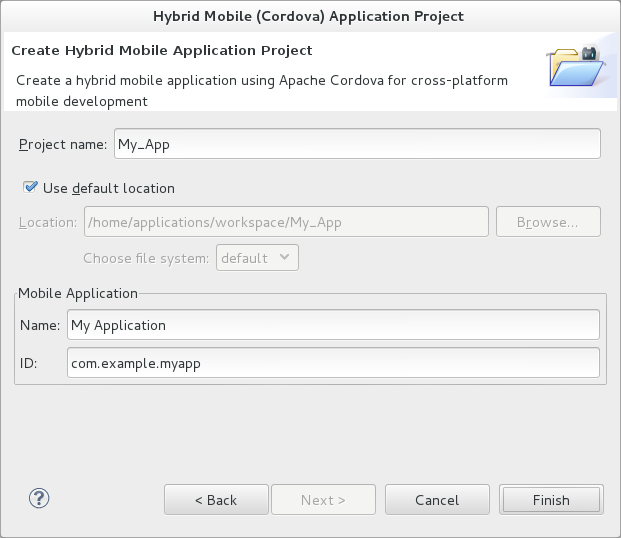 Hybrid Mobile (Cordova) Application Project
Create Hybrid Mobile Application Project
Create a hybrid mobile application using Apache Cordova for cross-platform
mobile development
Project name: My_App
Use default location
Location: /home/applications/workspace/My_App Browse...
Choose file system: default
Mobile Application
Name: My Application
ID: com.example.myapp
? < Back Next > Cancel Finish